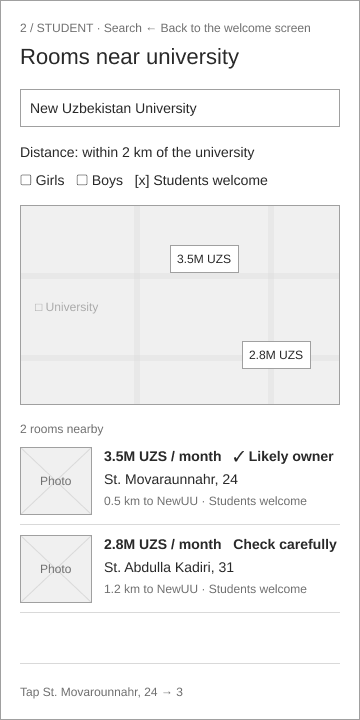 2 / STUDENT · Search ← Back to the welcome screen
Rooms near university
New Uzbekistan University
Distance: within 2 km of the university
☐ Girls ☐ Boys [x] Students welcome
3.5M UZS
□ University
2.8M UZS
2 rooms nearby
Photo
3.5M UZS / month ✓ Likely owner
St. Movaraunnahr, 24
0.5 km to NewUU · Students welcome
Photo
2.8M UZS / month Check carefully
St. Abdulla Kadiri, 31
1.2 km to NewUU · Students welcome
Tap St. Movarounnahr, 24 → 3